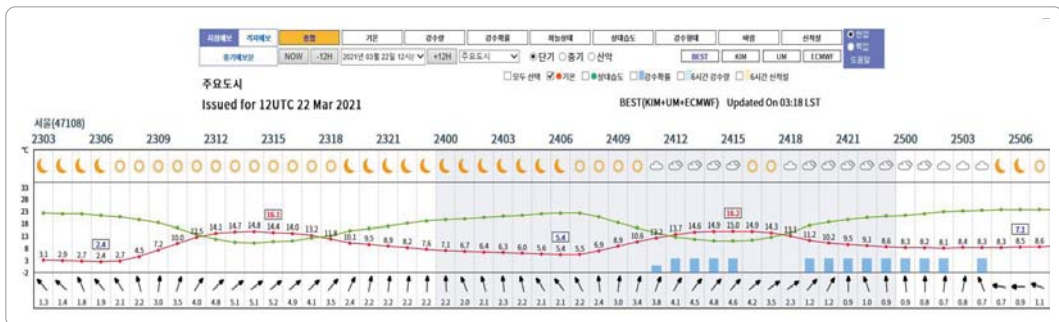 지점예보 격자예보 종합 기온 강수량 강수확률 하늘상태 상대습도 강수형태 바람 신적설 현업
중기예보분 NOW -12H 2021년 03월 22일 12시 +12H 주요도시 단기 중기 산악 BEST KIM UM ECMWF 확업
도움말
모두 선택 기온 상대습도 강수확률 6시간 강수량 6시간 신적설
주요도시
Issued for 12UTC 22 Mar 2021 BEST(KIM+UM+ECMWF) Updated On 03:18 LST
서울(47108)
2303 2306 2309 2312 2315 2318 2321 2400 2403 2406 2409 2412 2415 2418 2421 2500 2503 2506
℃
33
28
23
18
13
8
3
-2
16.1 16.2
2.4 5.4 7.1
3.1 2.9 2.7 2.4 2.7 4.5 7.2 10.0 12.5 14.1 14.7 14.8 14.4 14.0 13.2 11.8 10.1 9.5 8.9 8.2 7.6 7.1 6.7 6.4 6.3 6.0 5.6 5.4 5.5 6.9 8.9 10.6 12.2 13.7 14.6 14.9 15.0 14.9 14.3 13.1 11.2 10.2 9.5 9.1 8.6 8.3 8.2 8.1 8.4 8.3 8.3 8.5 8.6
1.3 1.4 1.8 1.9 2.1 2.2 3.0 3.5 4.0 4.8 5.1 5.1 5.2 4.9 4.1 3.5 2.4 2.2 2.2 2.2 2.2 2.2 2.0 2.1 2.2 2.3 2.1 2.1 2.2 2.4 3.0 3.4 3.8 4.1 4.5 4.8 4.6 4.2 3.5 2.3 1.2 1.2 0.9 1.0 0.9 0.9 0.8 0.7 0.8 0.7 0.7 0.9 1.1